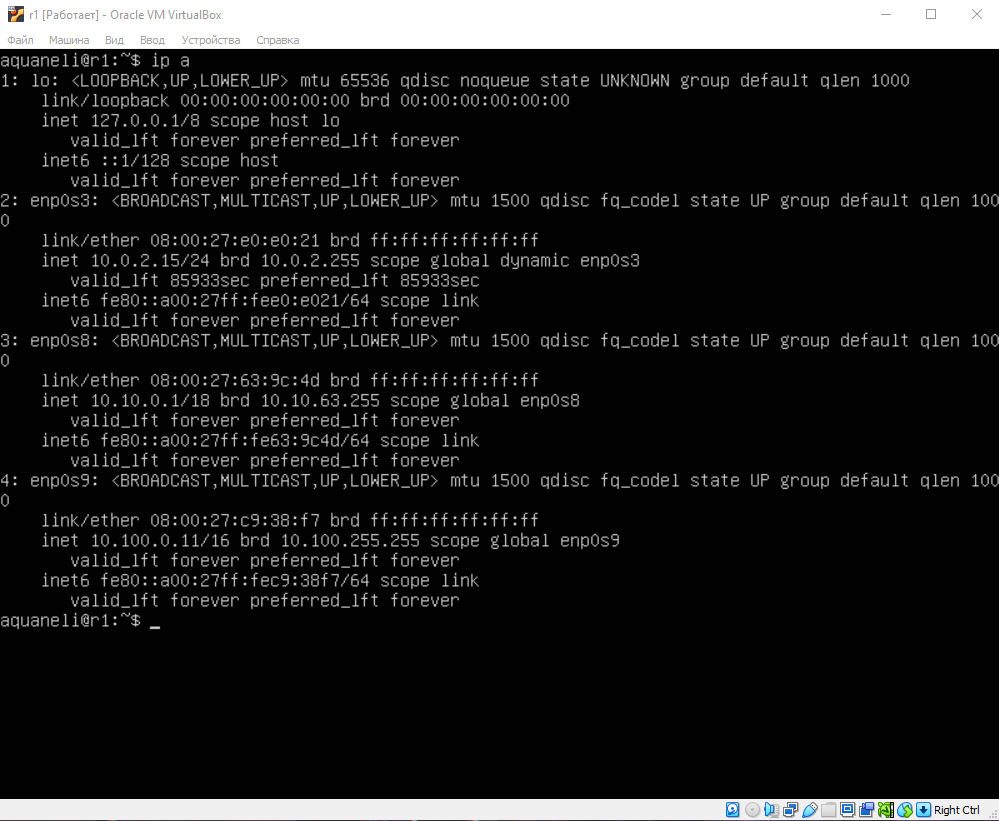 r1 [Работает] - Oracle VM VirtualBox
Файл Машина Вид Ввод Устройства Справка
aquaneli@r1:~$ ip a
1: lo: <LOOPBACK,UP,LOWER_UP> mtu 65536 qdisc noqueue state UNKNOWN group default qlen 1000
    link/loopback 00:00:00:00:00:00 brd 00:00:00:00:00:00
    inet 127.0.0.1/8 scope host lo
       valid_lft forever preferred_lft forever
    inet6 ::1/128 scope host
       valid_lft forever preferred_lft forever
2: enp0s3: <BROADCAST,MULTICAST,UP,LOWER_UP> mtu 1500 qdisc fq_codel state UP group default qlen 100
0
    link/ether 08:00:27:e0:e0:21 brd ff:ff:ff:ff:ff:ff
    inet 10.0.2.15/24 brd 10.0.2.255 scope global dynamic enp0s3
       valid_lft 85933sec preferred_lft 85933sec
    inet6 fe80::a00:27ff:fee0:e021/64 scope link
       valid_lft forever preferred_lft forever
3: enp0s8: <BROADCAST,MULTICAST,UP,LOWER_UP> mtu 1500 qdisc fq_codel state UP group default qlen 100
0
    link/ether 08:00:27:63:9c:4d brd ff:ff:ff:ff:ff:ff
    inet 10.10.0.1/18 brd 10.10.63.255 scope global enp0s8
       valid_lft forever preferred_lft forever
    inet6 fe80::a00:27ff:fe63:9c4d/64 scope link
       valid_lft forever preferred_lft forever
4: enp0s9: <BROADCAST,MULTICAST,UP,LOWER_UP> mtu 1500 qdisc fq_codel state UP group default qlen 100
0
    link/ether 08:00:27:c9:38:f7 brd ff:ff:ff:ff:ff:ff
    inet 10.100.0.11/16 brd 10.100.255.255 scope global enp0s9
       valid_lft forever preferred_lft forever
    inet6 fe80::a00:27ff:fec9:38f7/64 scope link
       valid_lft forever preferred_lft forever
aquaneli@r1:~$ _
Right Ctrl